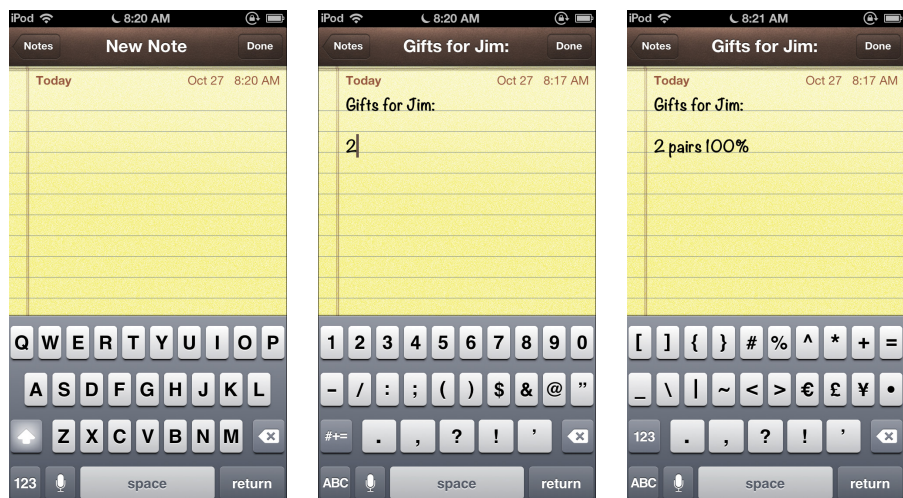 iPod 8:20 AM
Notes New Note Done
Today Oct 27 8:20 AM
Q W E R T Y U I O P
A S D F G H J K L
Z X C V B N M
123 space return
iPod 8:20 AM
Notes Gifts for Jim: Done
Today Oct 27 8:17 AM
Gifts for Jim:
2
1 2 3 4 5 6 7 8 9 0
– / : ; ( ) $ & @ ”
#+= . , ? ! ’
ABC space return
iPod 8:21 AM
Notes Gifts for Jim: Done
Today Oct 27 8:17 AM
Gifts for Jim:
2 pairs 100%
[ ] { } # % ^ * + =
_ \ | ~ < > € £ ¥ •
123 . , ? ! ’
ABC space return